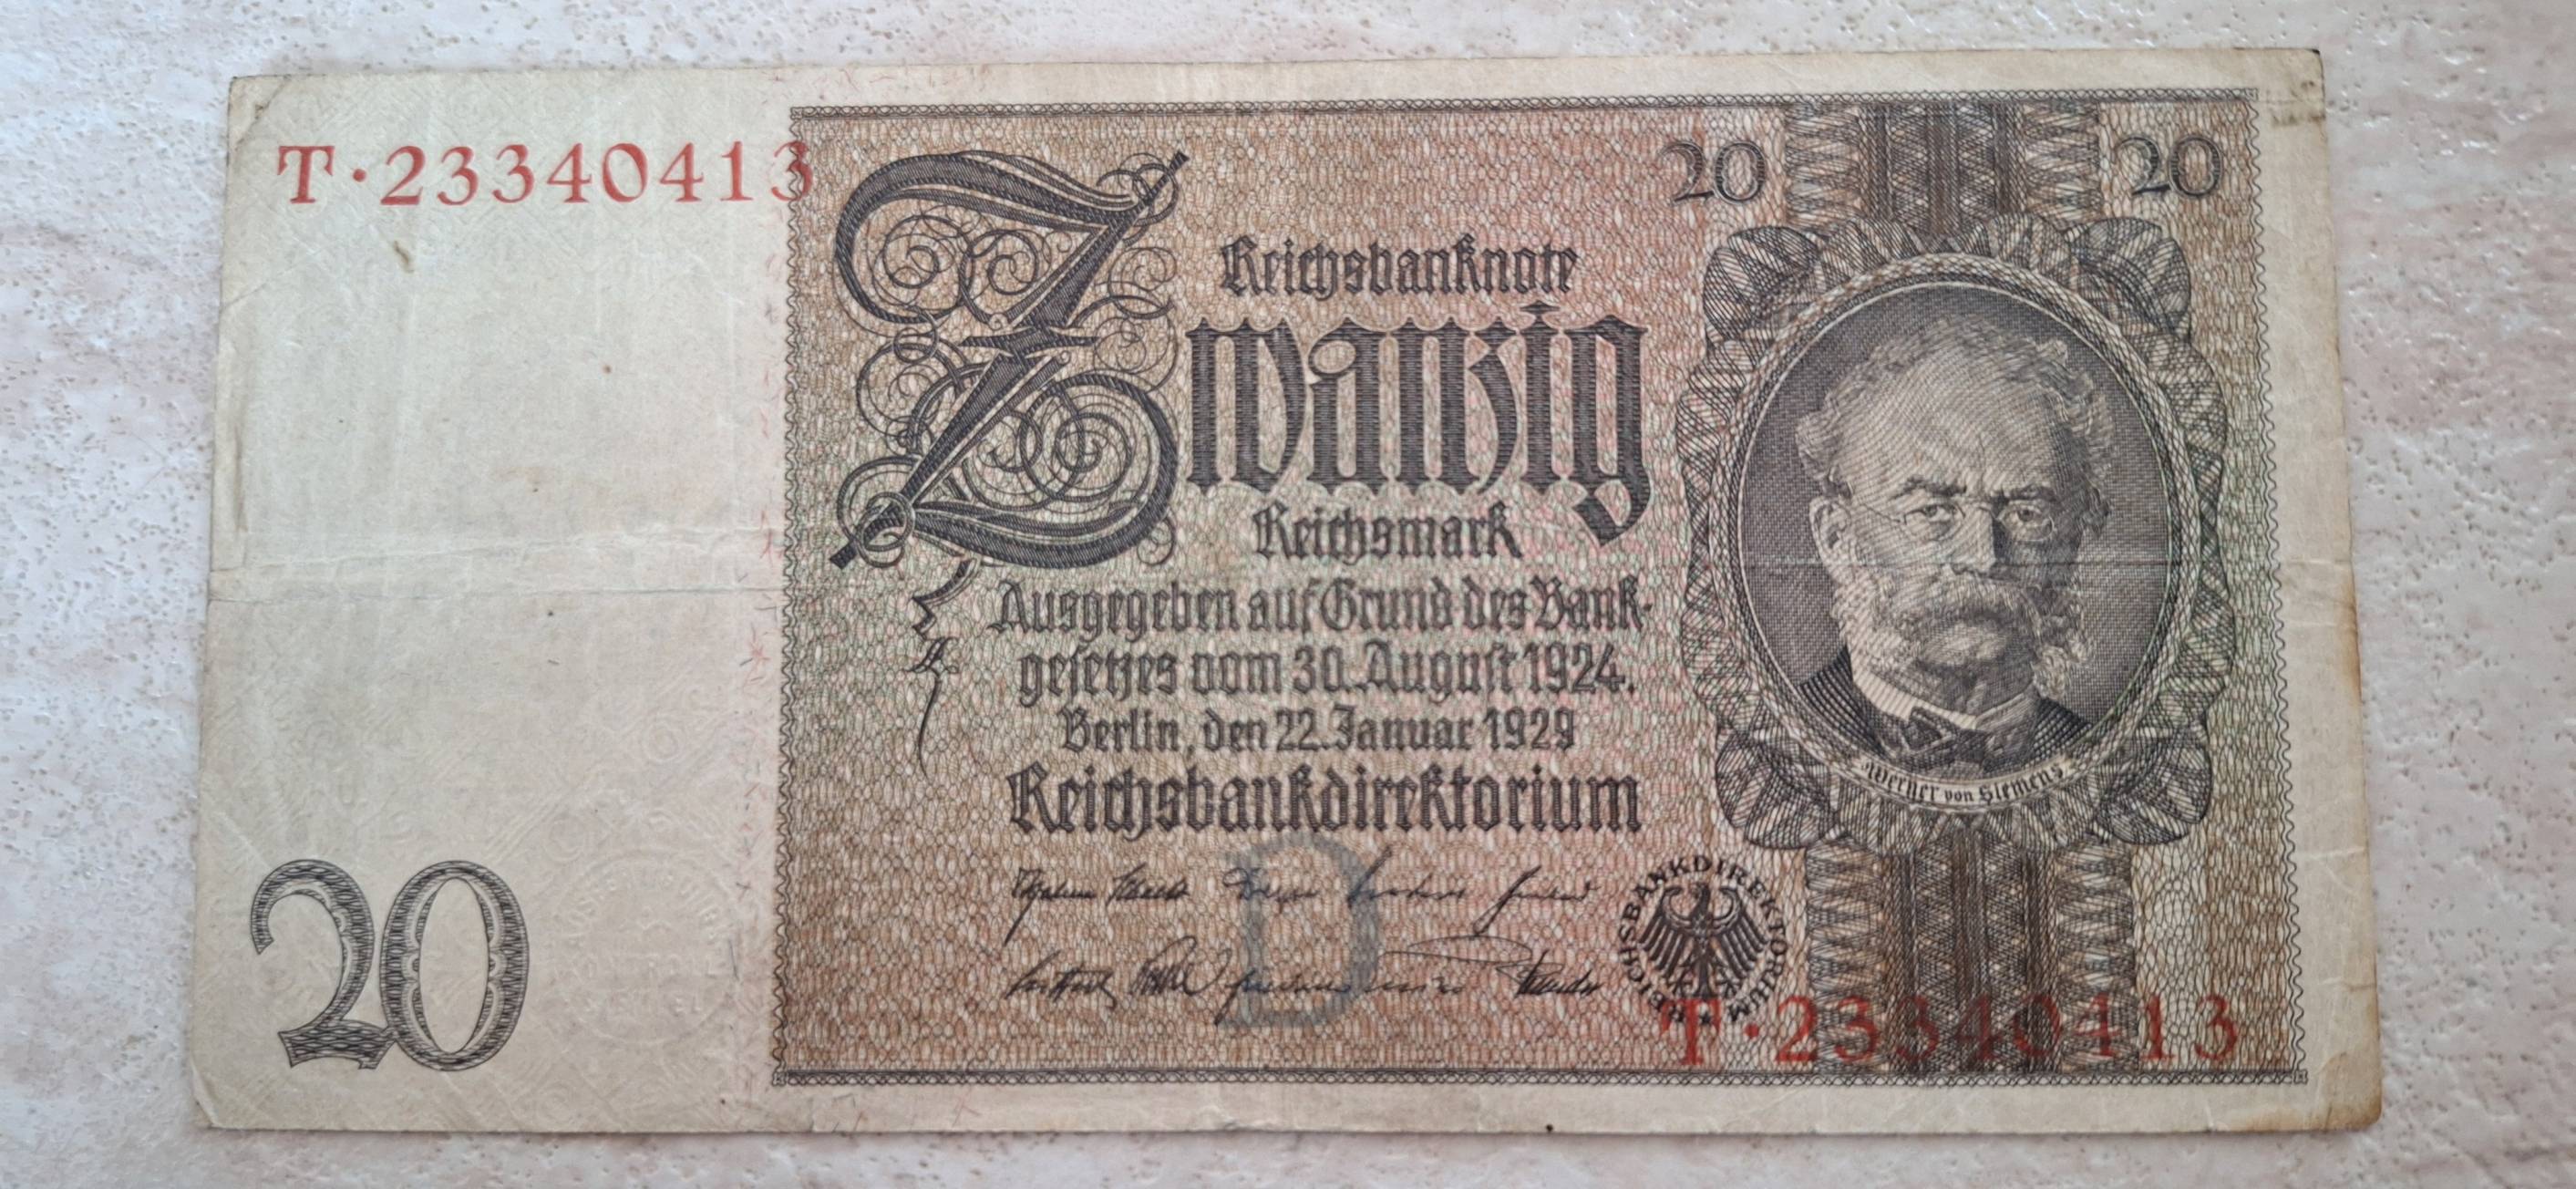 T·23340413
20 20
Reichsbanknote
Zwanzig
Reichsmark
Ausgegeben auf Grund des Bank-
gesetzes vom 30. August 1924.
Berlin, den 22. Januar 1929
Reichsbankdirektorium
Werner von Siemens
D
REICHSBANKDIREKTORIUM
20
T·23340413